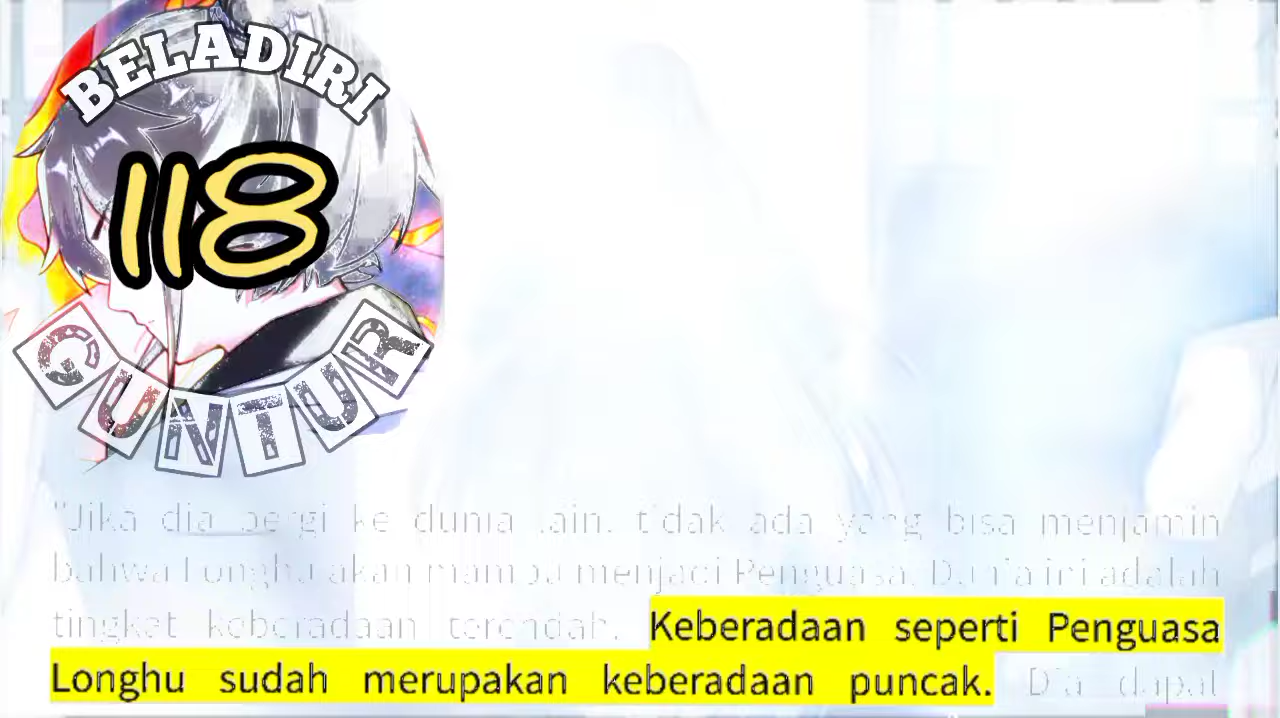 BELADIRI
118
GUNTUR
"Jika dia pergi ke dunia lain, tidak ada yang bisa menjamin
bahwa Longhu akan mampu menjadi Penguasa. Dunia ini adalah
tingkat keberadaan terendah. Keberadaan seperti Penguasa
Longhu sudah merupakan keberadaan puncak. Dia dapat